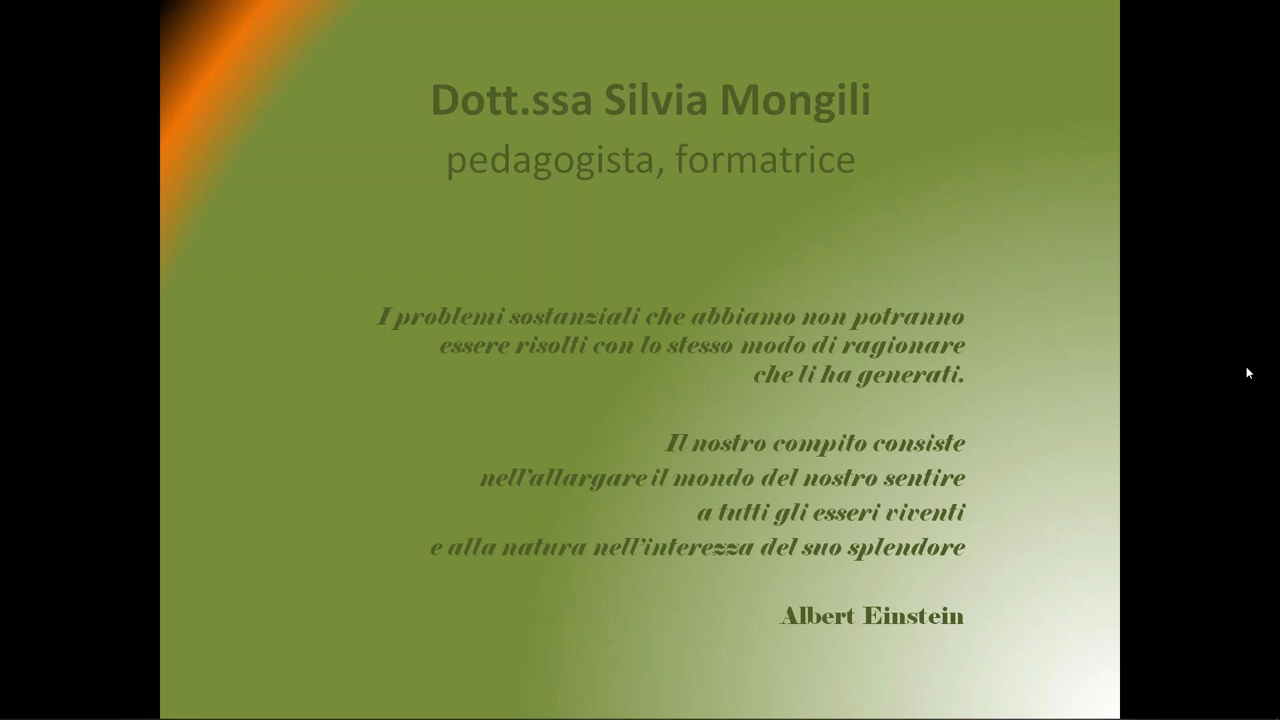 Dott.ssa Silvia Mongili
pedagogista, formatrice
I problemi sostanziali che abbiamo non potranno
essere risolti con lo stesso modo di ragionare
che li ha generati.
Il nostro compito consiste
nell’allargare il mondo del nostro sentire
a tutti gli esseri viventi
e alla natura nell’interezza del suo splendore
Albert Einstein